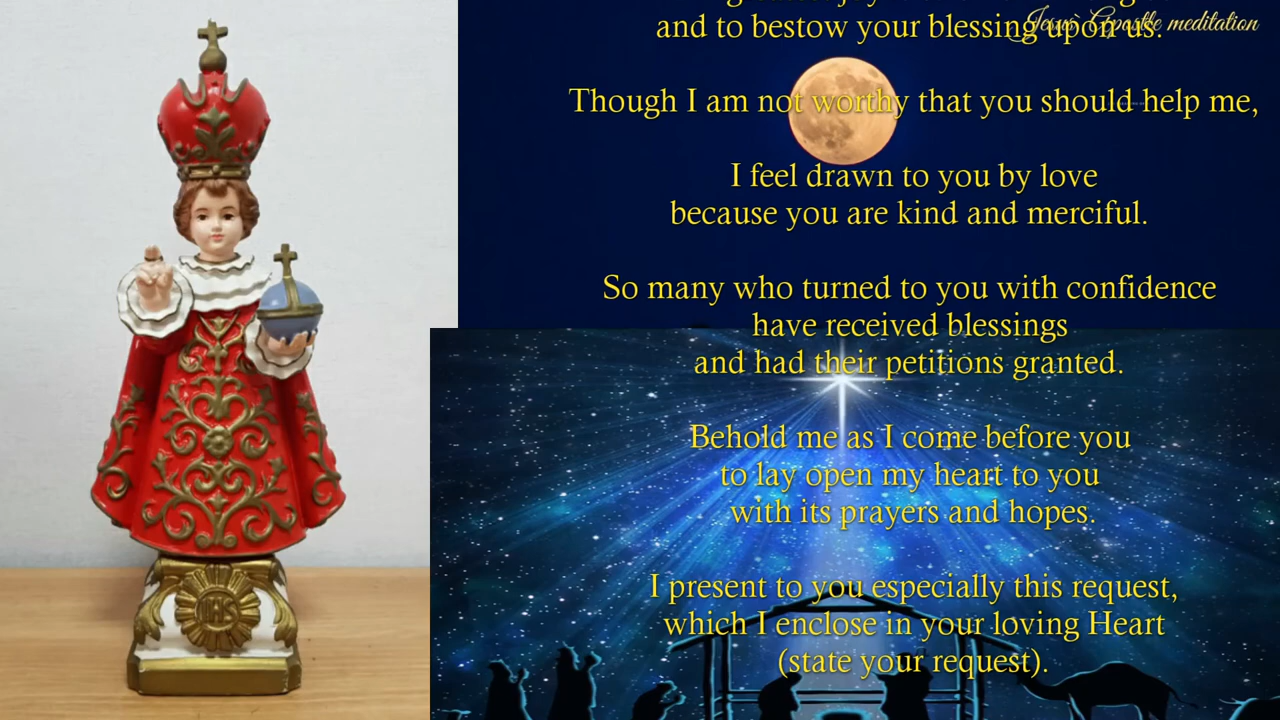 Jesus' Apostle meditation
and to bestow your blessing upon us.
Though I am not worthy that you should help me,
I feel drawn to you by love
because you are kind and merciful.
So many who turned to you with confidence
have received blessings
and had their petitions granted.
Behold me as I come before you
to lay open my heart to you
with its prayers and hopes.
I present to you especially this request,
which I enclose in your loving Heart
(state your request).
IHS